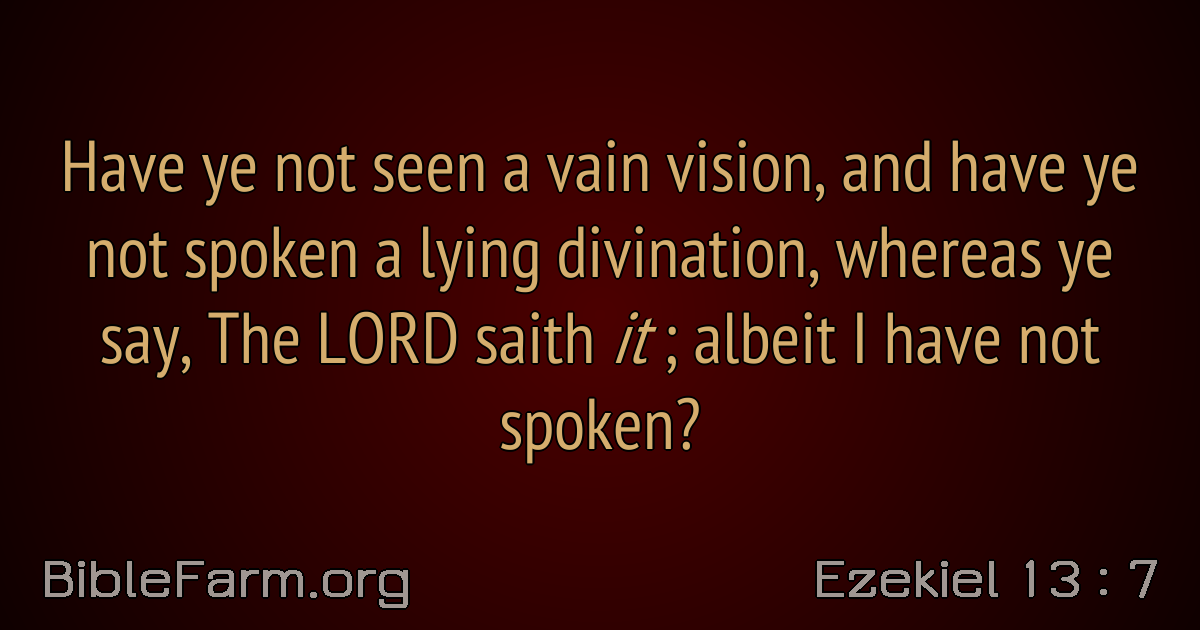 Have ye not seen a vain vision, and have ye
not spoken a lying divination, whereas ye
say, The LORD saith it ; albeit I have not
spoken?
BibleFarm.org
Ezekiel 13 : 7